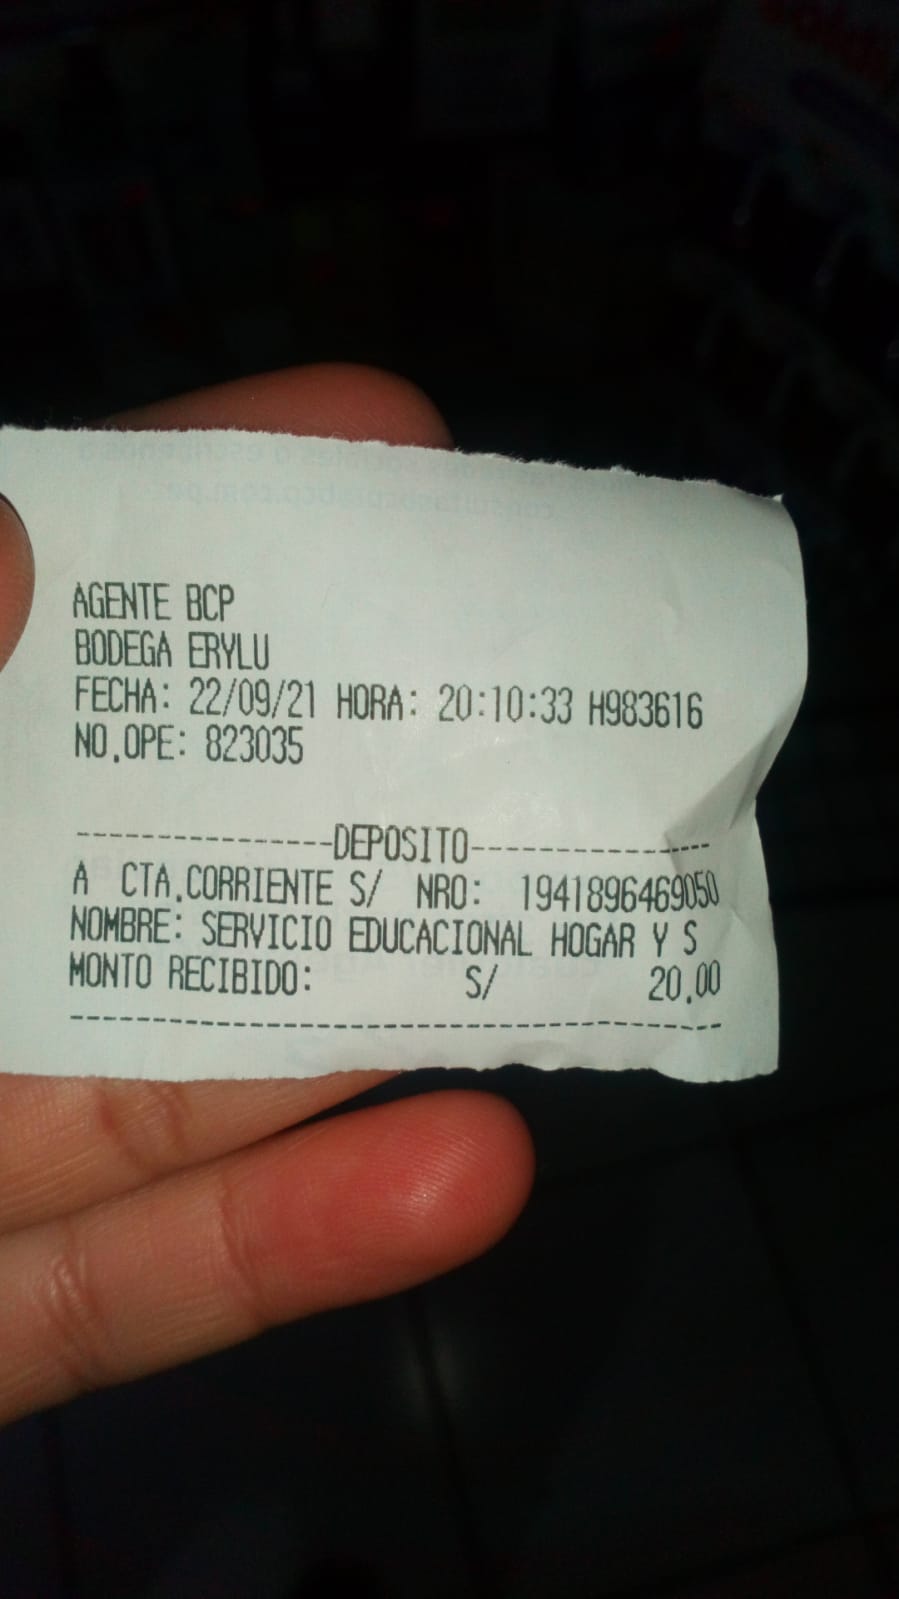 AGENTE BCP
BODEGA ERYLU
FECHA: 22/09/21 HORA: 20:10:33 H983616
NO.OPE: 823035
----------------DEPOSITO---------------
A CTA.CORRIENTE S/ NRO: 1941896469050
NOMBRE: SERVICIO EDUCACIONAL HOGAR Y S
MONTO RECIBIDO: S/ 20.00